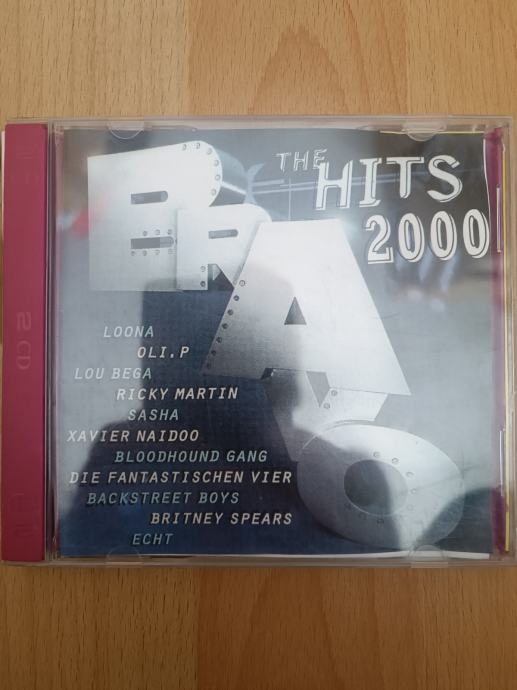 THE
HITS
2000
BRAVO
LOONA
OLI.P
LOU BEGA
RICKY MARTIN
SASHA
XAVIER NAIDOO
BLOODHOUND GANG
DIE FANTASTISCHEN VIER
BACKSTREET BOYS
BRITNEY SPEARS
ECHT
2 CD